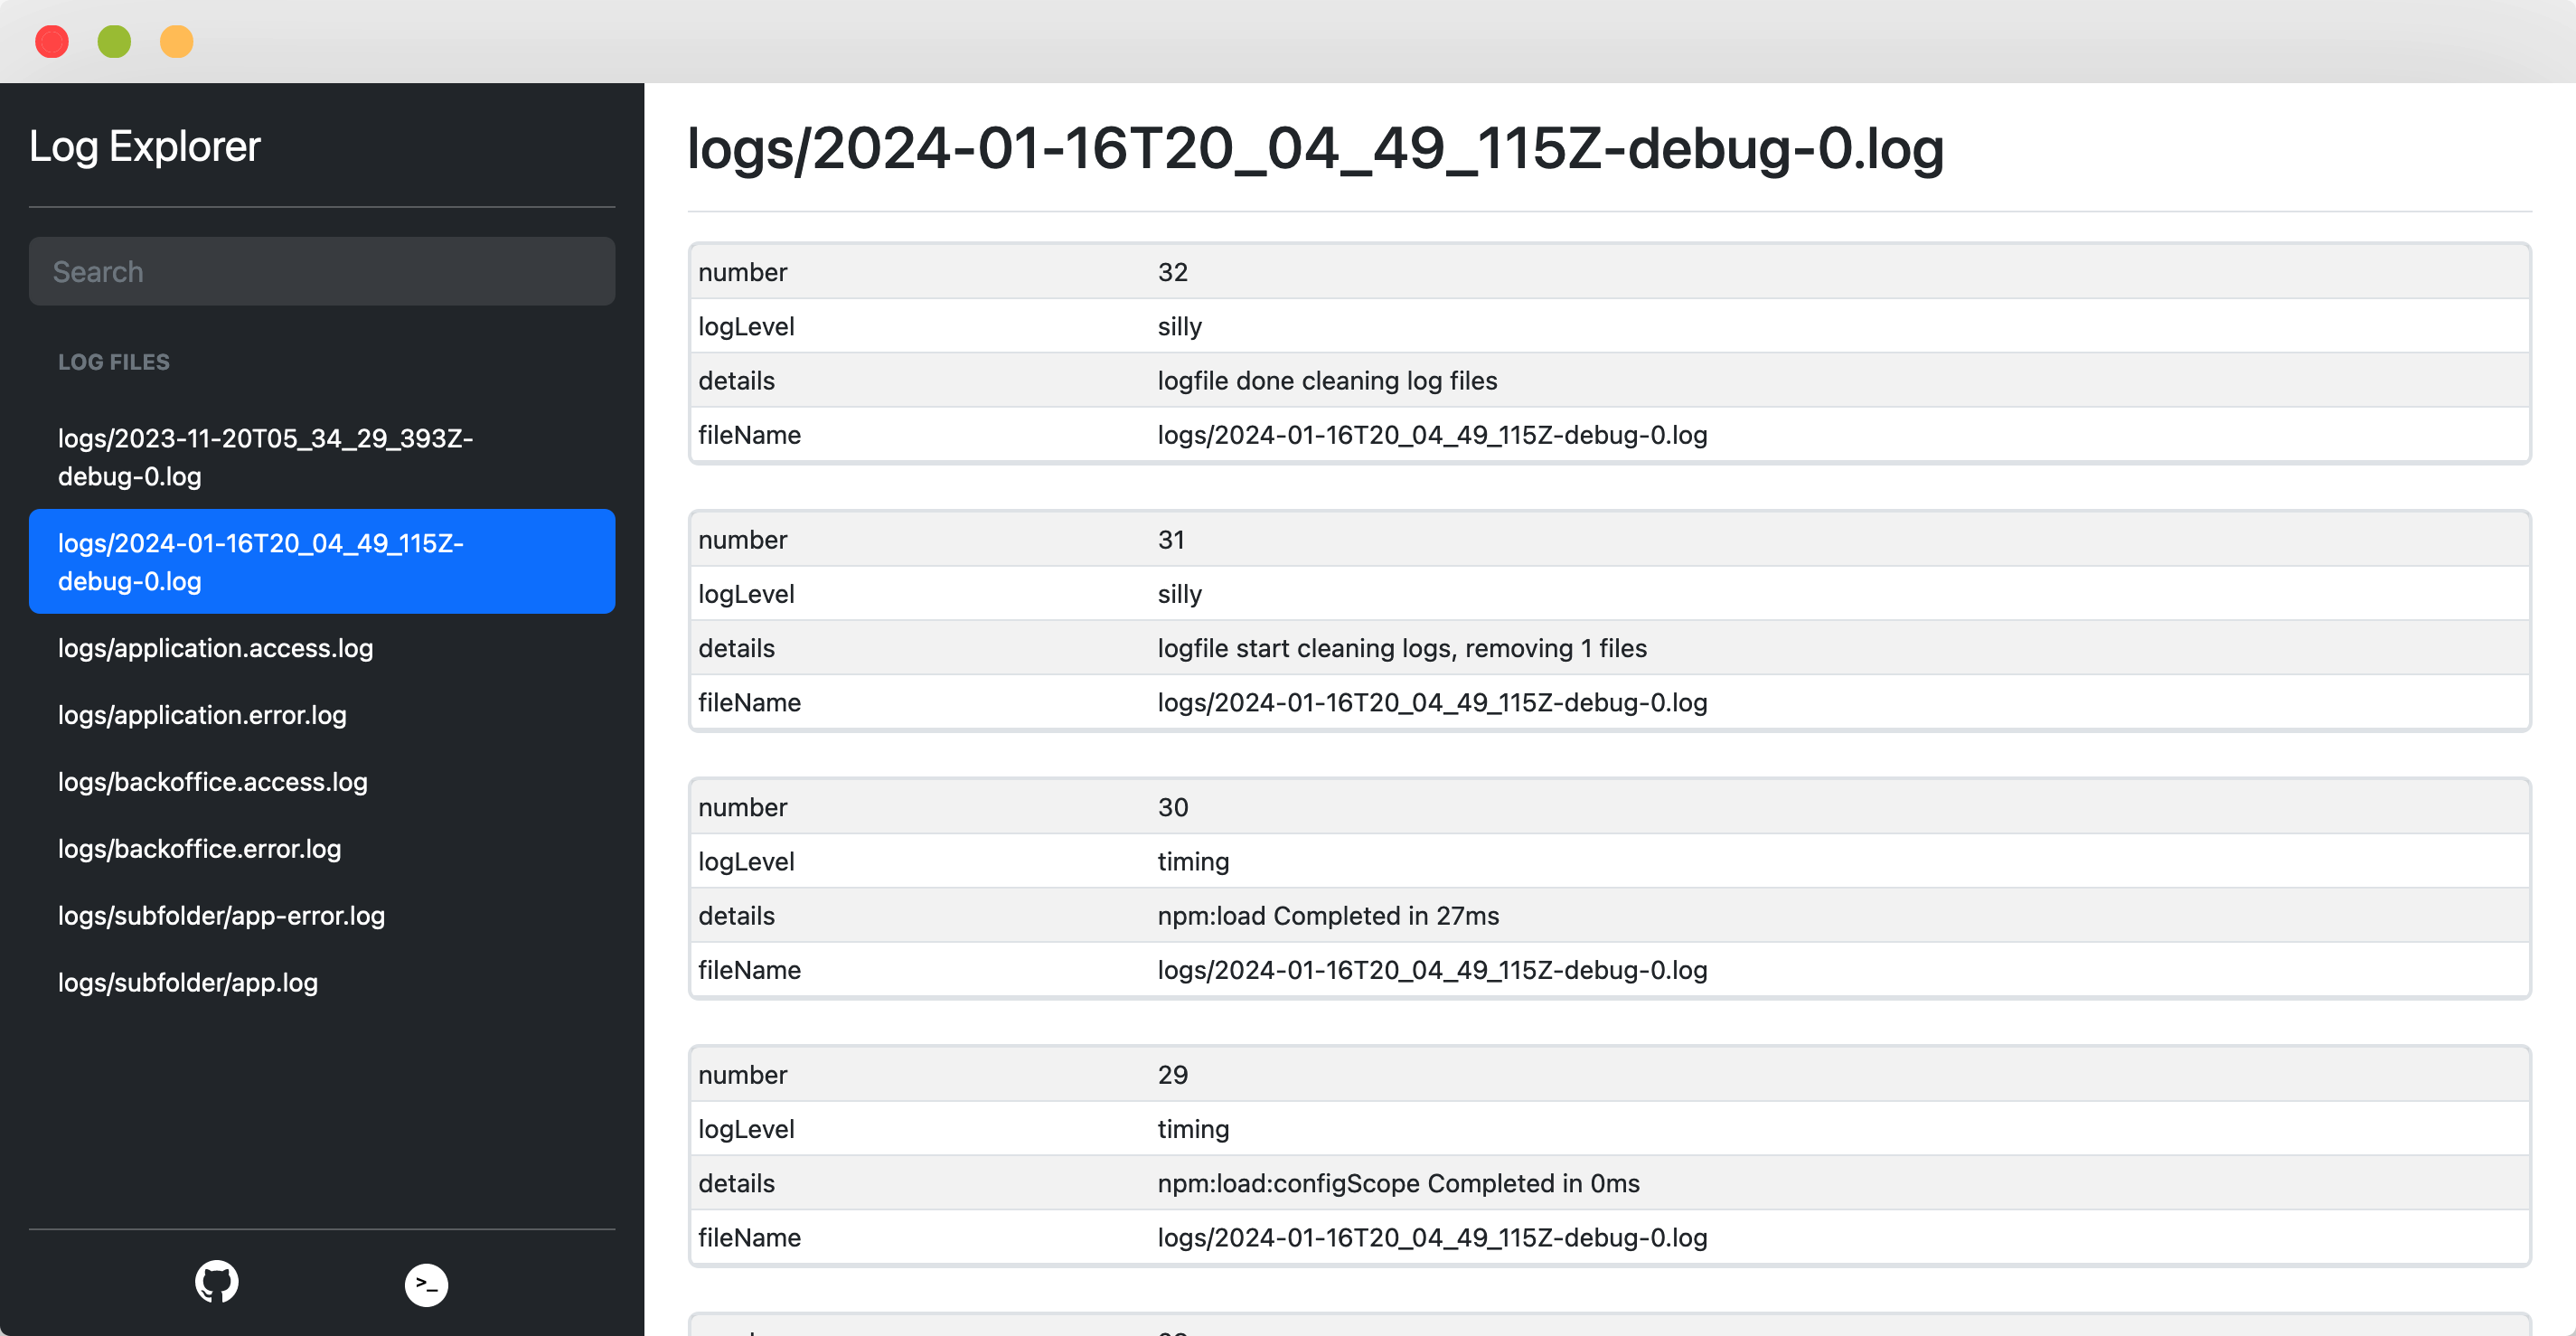 Log Explorer
Search
LOG FILES
logs/2023-11-20T05_34_29_393Z-
debug-0.log
logs/2024-01-16T20_04_49_115Z-
debug-0.log
logs/application.access.log
logs/application.error.log
logs/backoffice.access.log
logs/backoffice.error.log
logs/subfolder/app-error.log
logs/subfolder/app.log
>_
logs/2024-01-16T20_04_49_115Z-debug-0.log
number 32
logLevel silly
details logfile done cleaning log files
fileName logs/2024-01-16T20_04_49_115Z-debug-0.log
number 31
logLevel silly
details logfile start cleaning logs, removing 1 files
fileName logs/2024-01-16T20_04_49_115Z-debug-0.log
number 30
logLevel timing
details npm:load Completed in 27ms
fileName logs/2024-01-16T20_04_49_115Z-debug-0.log
number 29
logLevel timing
details npm:load:configScope Completed in 0ms
fileName logs/2024-01-16T20_04_49_115Z-debug-0.log